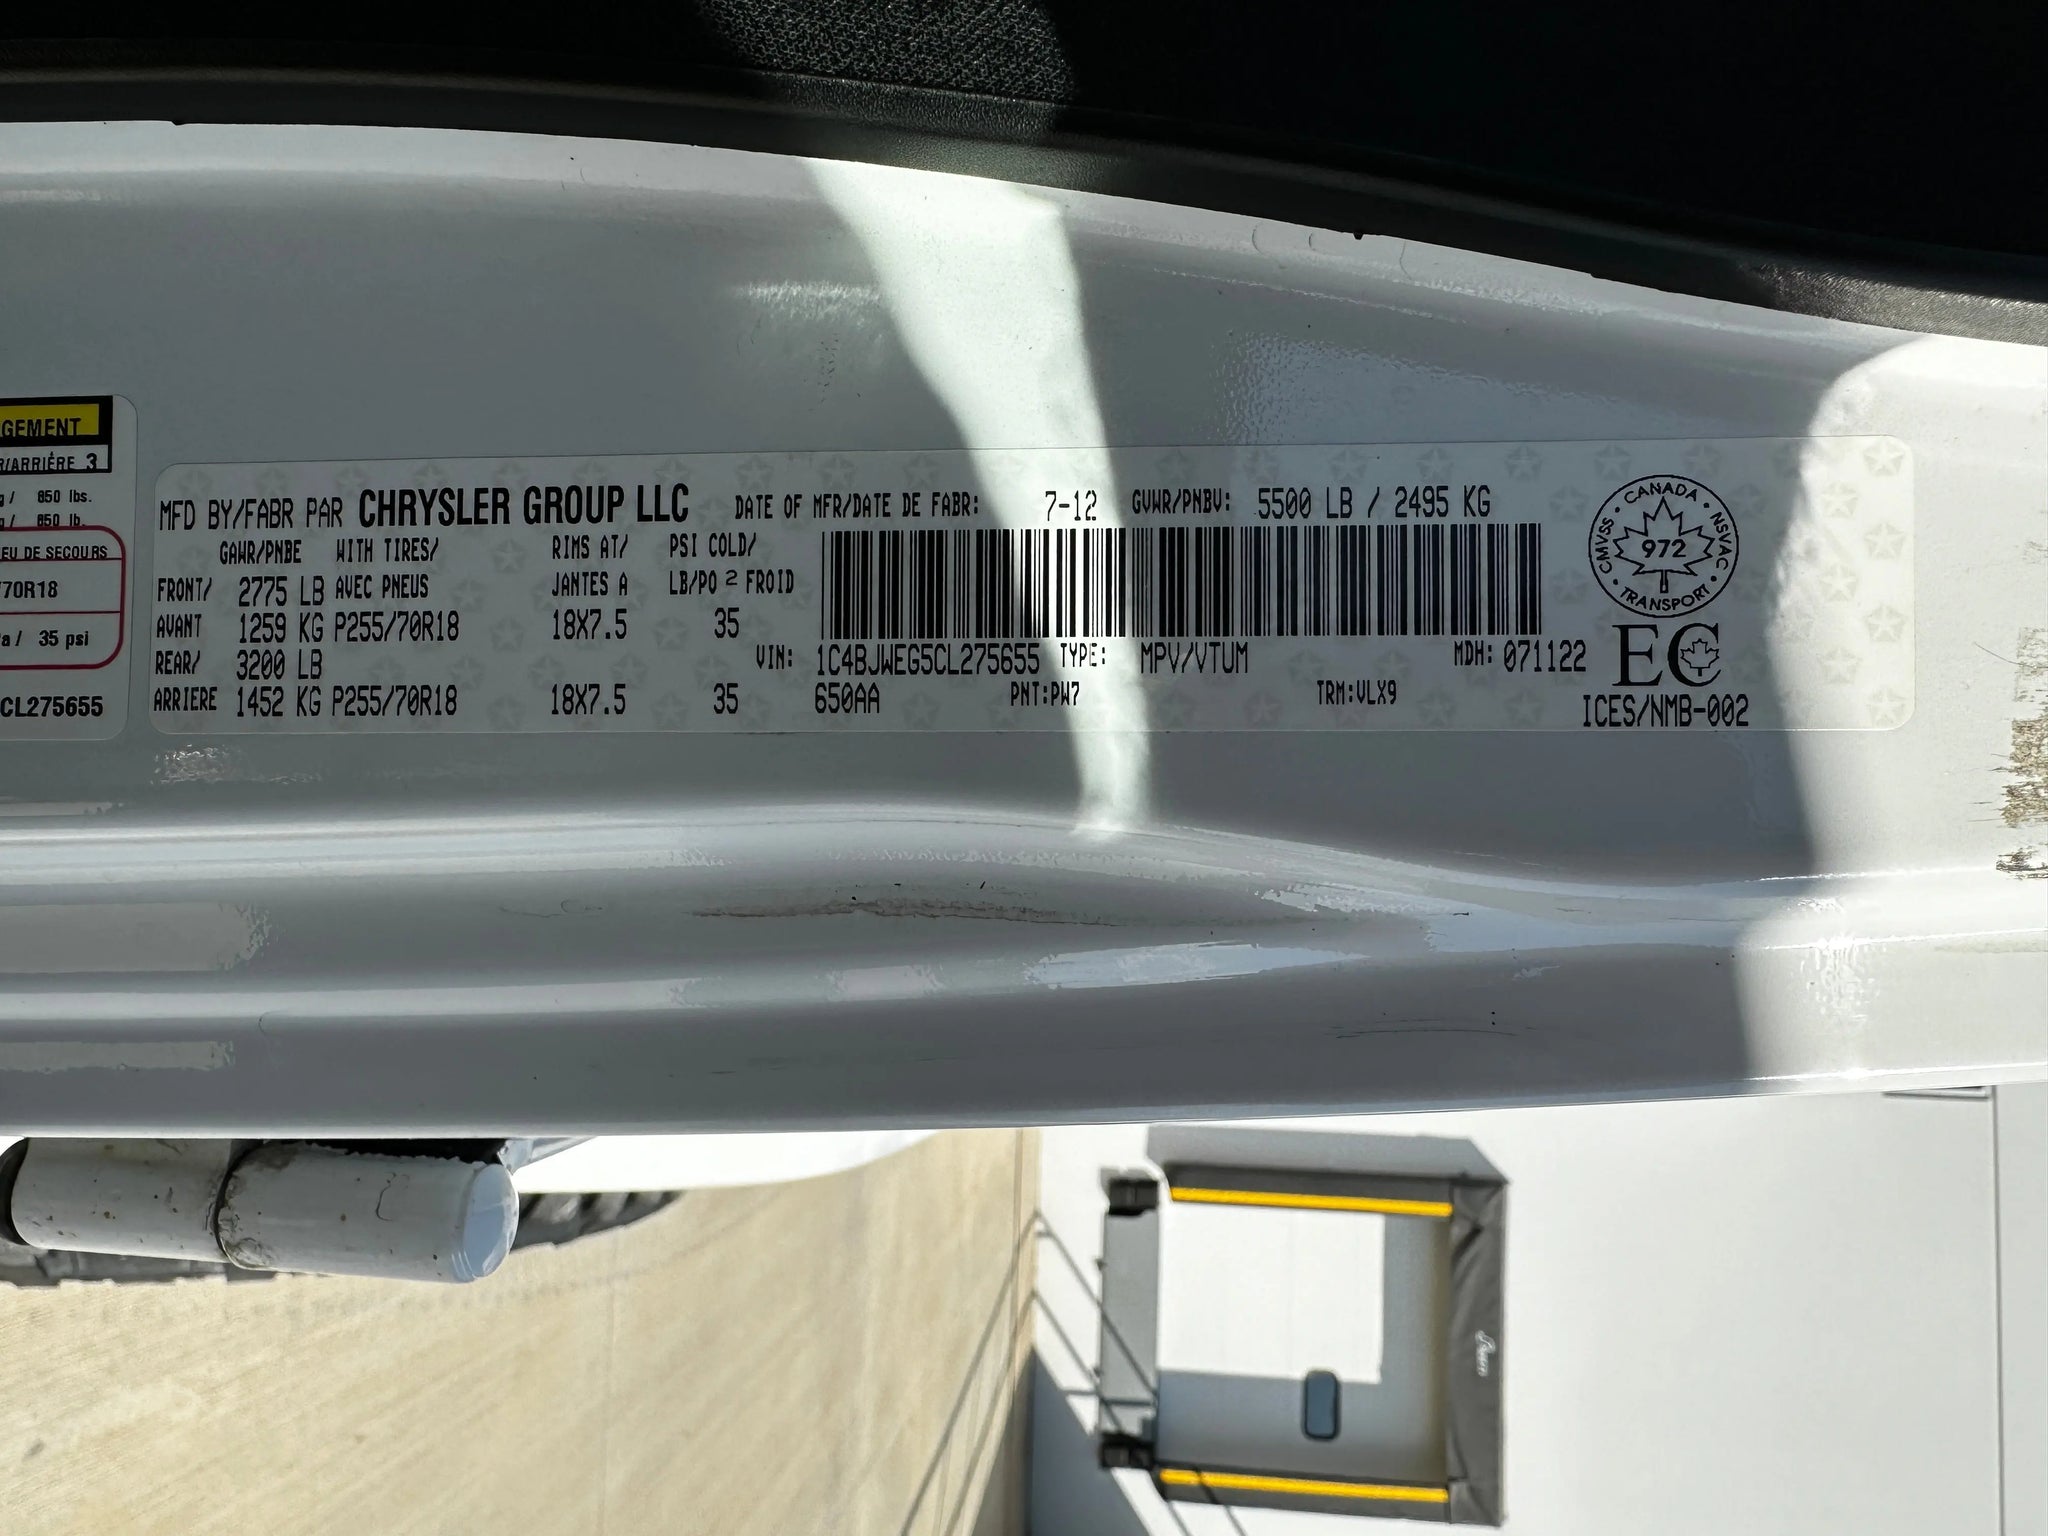 GEMENT
R/ARRIÈRE 3
g / 850 lbs.
g / 850 lb.
EU DE SECOURS
/70R18
a / 35 psi
CL275655
MFD BY/FABR PAR CHRYSLER GROUP LLC DATE OF MFR/DATE DE FABR: 7-12 GVWR/PNBV: 5500 LB / 2495 KG
GAWR/PNBE WITH TIRES/ RIMS AT/ PSI COLD/
FRONT/ 2775 LB AVEC PNEUS JANTES A LB/PO 2 FROID
AVANT 1259 KG P255/70R18 18X7.5 35
REAR/ 3200 LB VIN: 1C4BJWEG5CL275655 TYPE: MPV/VTUM MDH: 071122
ARRIERE 1452 KG P255/70R18 18X7.5 35 650AA PNT:PW7 TRM:VLX9
CANADA
CMVSS · NSVAC
972
TRANSPORT
EC
ICES/NMB-002